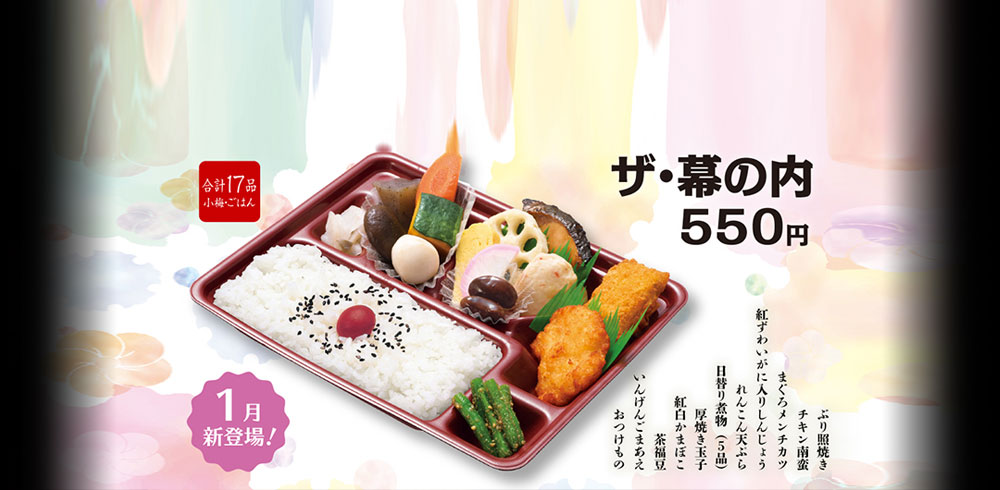 合計17品
小梅・ごはん
ザ・幕の内
550円
ぶり照焼き
チキン南蛮
まぐろメンチカツ
紅ずわいがに入りしんじょう
れんこん天ぷら
日替り煮物（5品）
厚焼き玉子
紅白かまぼこ
茶福豆
いんげんごまあえ
おつけもの
1月
新登場！